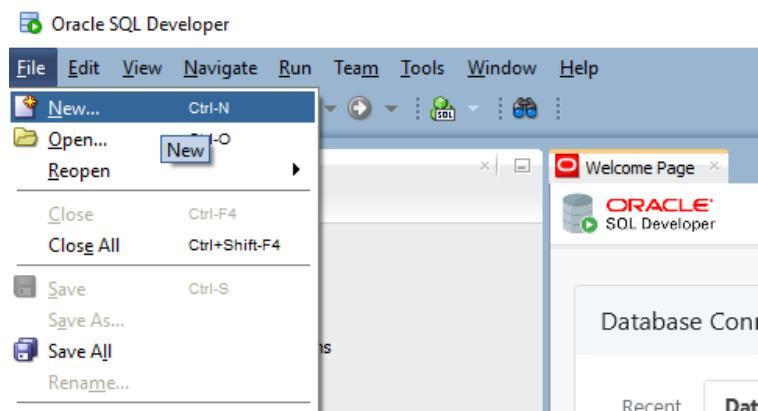 Oracle SQL Developer
File Edit View Navigate Run Team Tools Window Help
New... Ctrl-N
SQL
Open... -O
New
Reopen
Welcome Page
ORACLE
SQL Developer
Close Ctrl-F4
Close All Ctrl+Shift-F4
Save Ctrl-S
Save As...
Database Conn
Save All
Rename...
Recent Dat